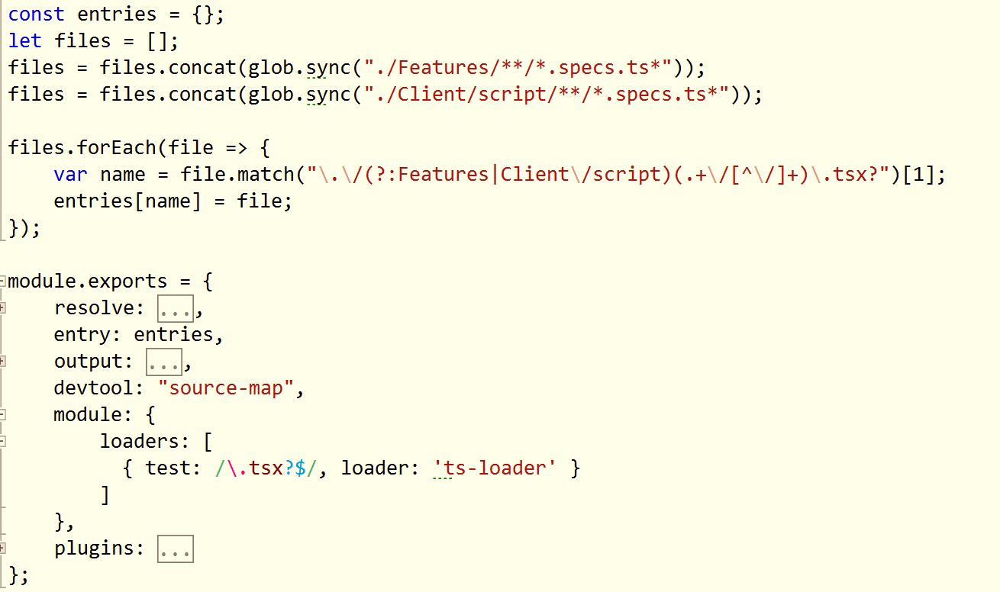 const entries = {};
let files = [];
files = files.concat(glob.sync("./Features/**/*.specs.ts*"));
files = files.concat(glob.sync("./Client/script/**/*.specs.ts*"));

files.forEach(file => {
    var name = file.match("\.\/(?:Features|Client\/script)(.+\/[^\/]+)\.tsx?")[1];
    entries[name] = file;
});

module.exports = {
    resolve: ...,
    entry: entries,
    output: ...,
    devtool: "source-map",
    module: {
        loaders: [
          { test: /\.tsx?$/, loader: 'ts-loader' }
        ]
    },
    plugins: ...
};